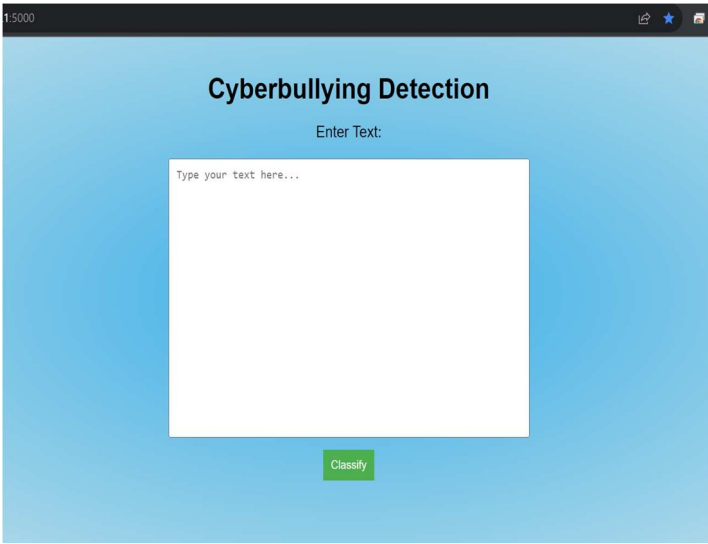 .1:5000
Cyberbullying Detection
Enter Text:
Type your text here...
Classify